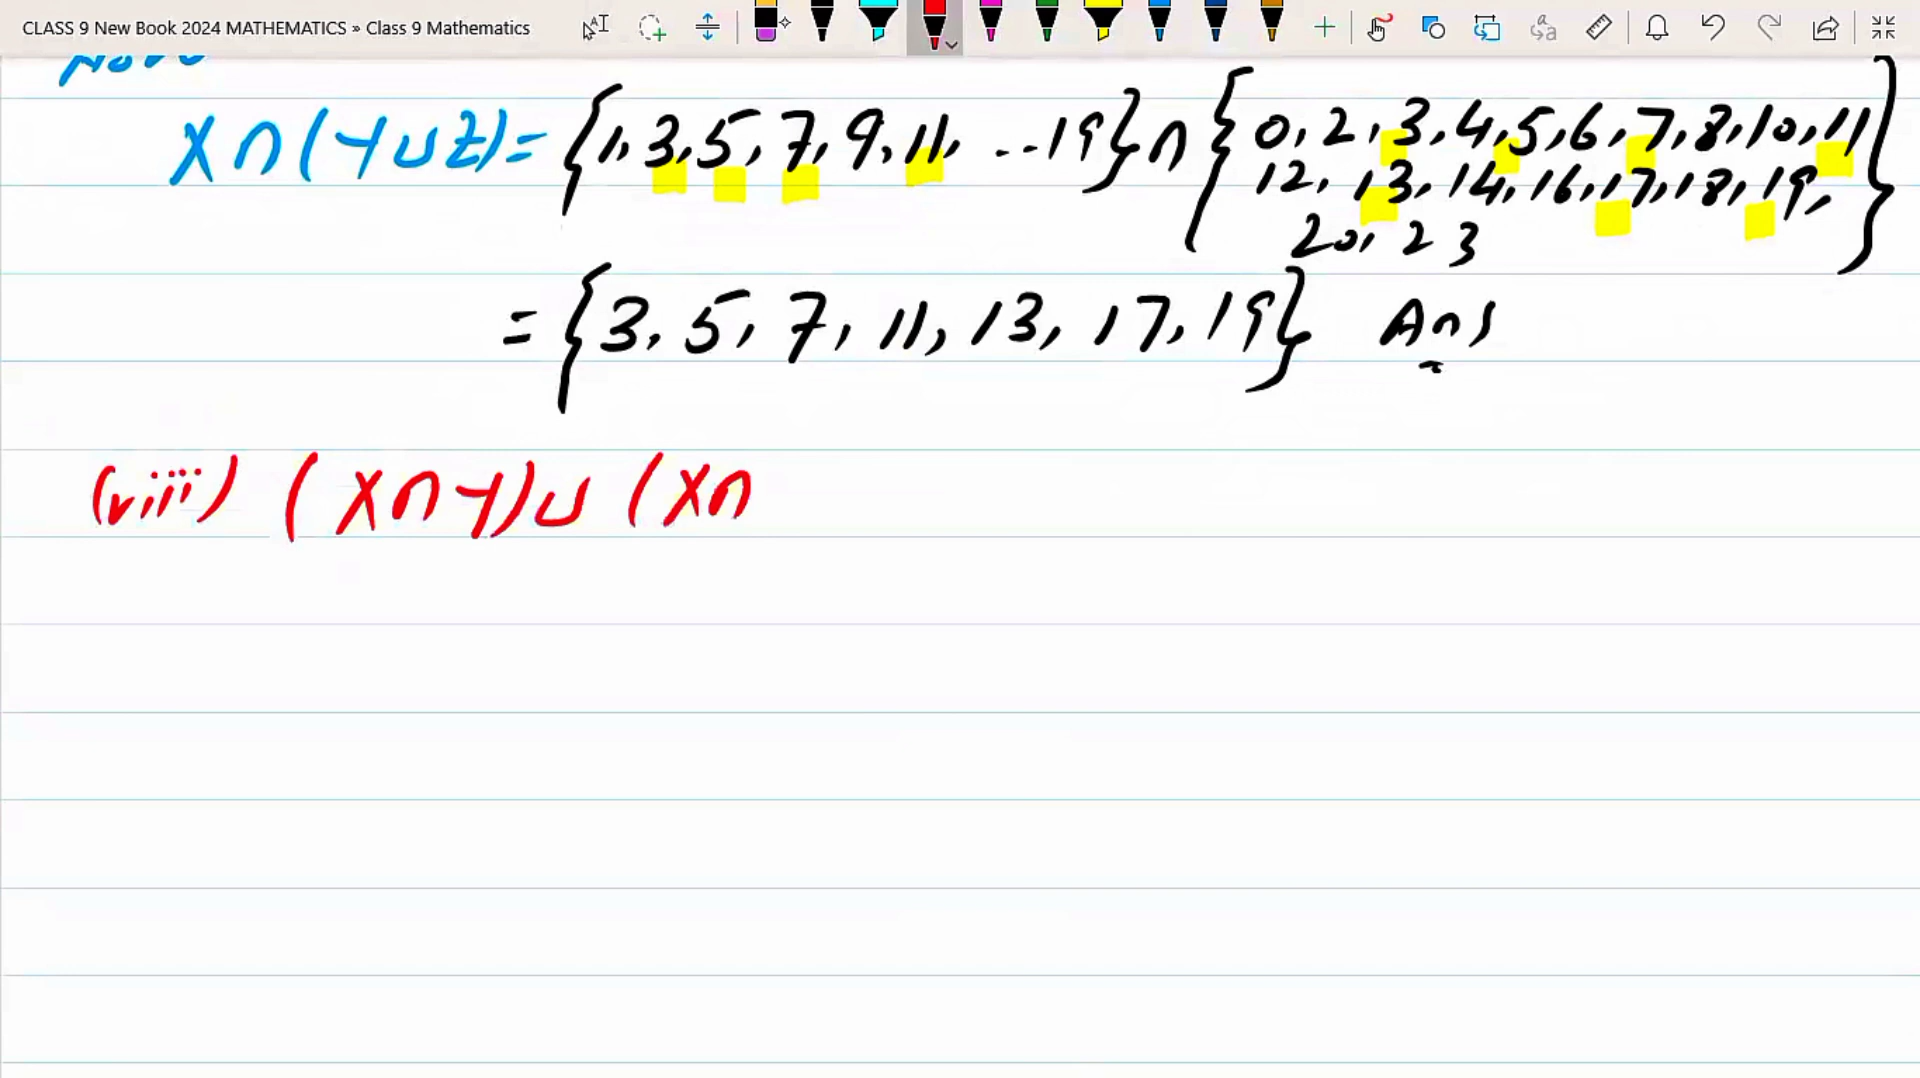 CLASS 9 New Book 2024 MATHEMATICS » Class 9 Mathematics
X∩(Y∪Z)= {1,3,5,7,9,11, ..19}∩{0,2,3,4,5,6,7,8,10,11
12, 13,14,16,17,18,19,
20, 23}
={3,5,7,11,13,17,19} Ans
(viii) (X∩Y)∪(X∩